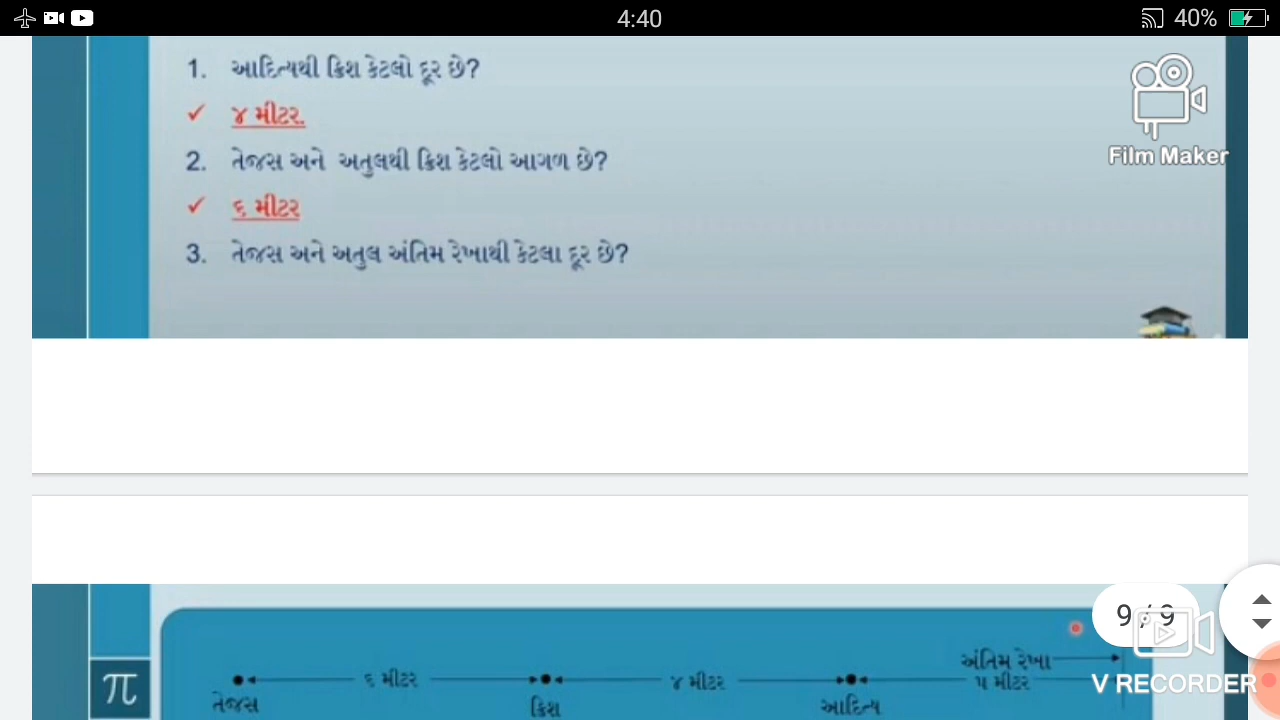 4:40
40%
1. આદિત્યથી ક્રિશ કેટલો દૂર છે?
✓ ૪ મીટર.
Film Maker
2. તેજસ અને અતુલથી ક્રિશ કેટલો આગળ છે?
✓ ૬ મીટર
3. તેજસ અને અતુલ અંતિમ રેખાથી કેટલા દૂર છે?
9 / 9
અંતિમ રેખા
૬ મીટર
૪ મીટર
૫ મીટર
V RECORDER
π
તેજસ
ક્રિશ
આદિત્ય